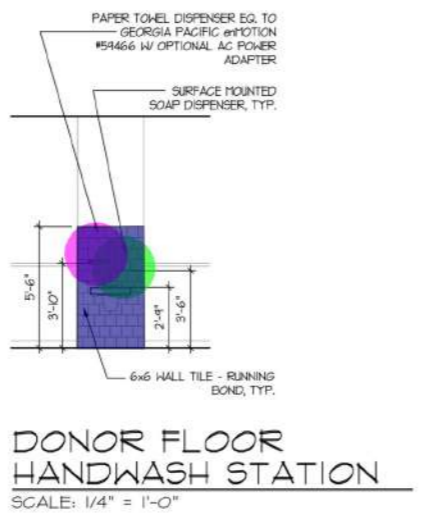 PAPER TOWEL DISPENSER EQ. TO
GEORGIA PACIFIC enMOTION
#59466 W/ OPTIONAL AC POWER
ADAPTER
SURFACE MOUNTED
SOAP DISPENSER, TYP.
5'-6"
3'-10"
2'-9"
3'-6"
6x6 WALL TILE - RUNNING
BOND, TYP.
DONOR FLOOR
HANDWASH STATION
SCALE: 1/4" = 1'-0"